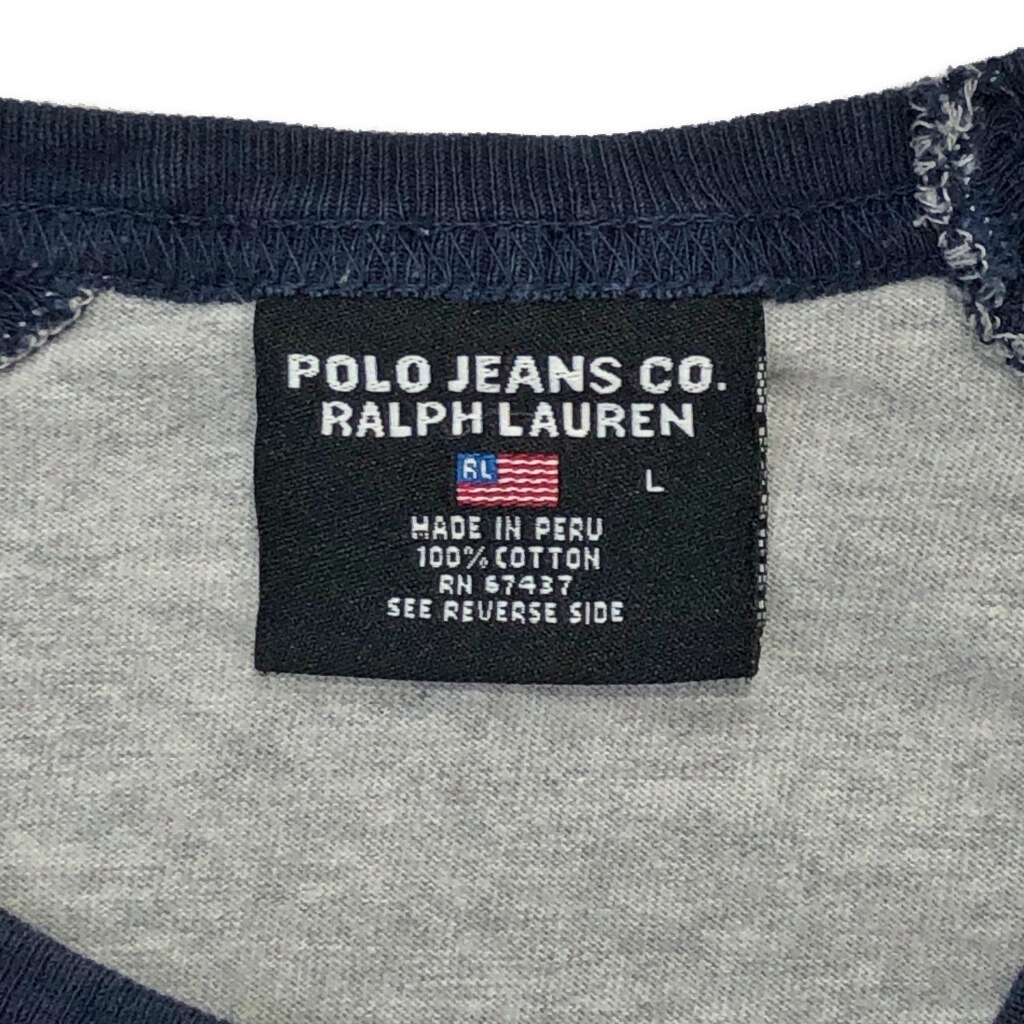 POLO JEANS CO.
RALPH LAUREN
RL
L
MADE IN PERU
100% COTTON
RN 67437
SEE REVERSE SIDE